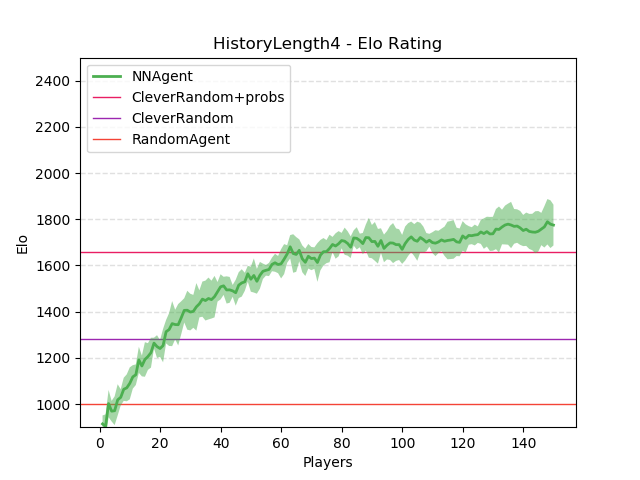 HistoryLength4 - Elo Rating
NNAgent
CleverRandom+probs
CleverRandom
RandomAgent
2400
2200
2000
1800
1600
1400
1200
1000
Elo
0 20 40 60 80 100 120 140
Players